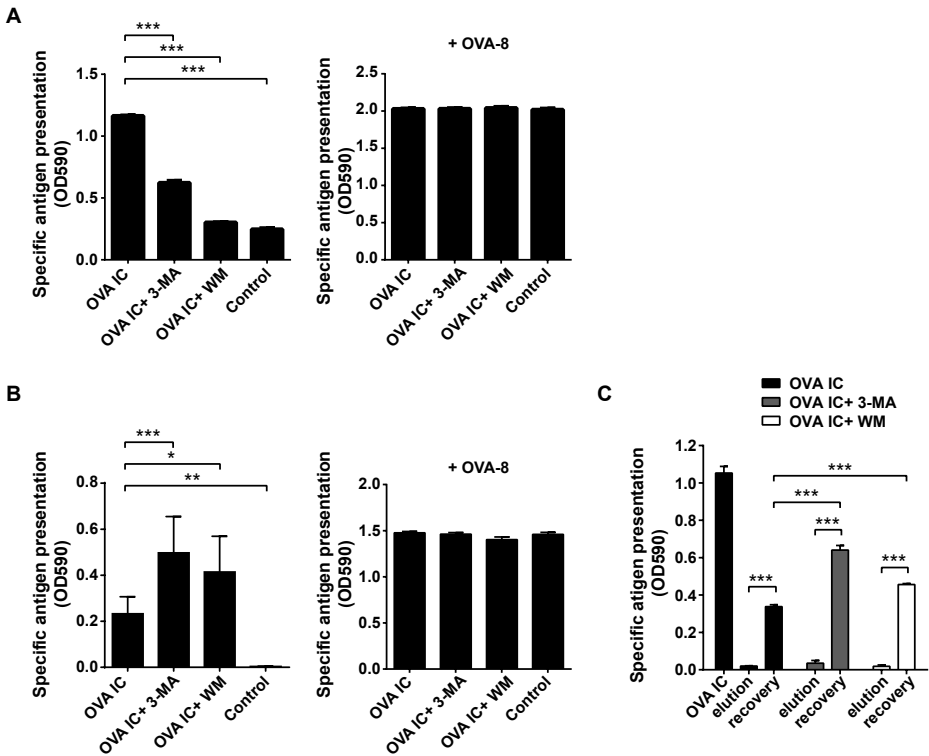 A
***
***
***
Specific antigen presentation
(OD590)
1.5
1.0
0.5
0.0
OVA IC
OVA IC+ 3-MA
OVA IC+ WM
Control
+ OVA-8
Specific antigen presentation
(OD590)
2.5
2.0
1.5
1.0
0.5
0.0
OVA IC
OVA IC+ 3-MA
OVA IC+ WM
Control
B
***
*
**
Specific antigen presentation
(OD590)
0.8
0.6
0.4
0.2
0.0
OVA IC
OVA IC+ 3-MA
OVA IC+ WM
Control
+ OVA-8
Specific antigen presentation
(OD590)
2.0
1.5
1.0
0.5
0.0
OVA IC
OVA IC+ 3-MA
OVA IC+ WM
Control
C
OVA IC
OVA IC+ 3-MA
OVA IC+ WM
Specific atigen presentation
(OD590)
1.2
1.0
0.8
0.6
0.4
0.2
0.0
***
***
***
***
***
OVA IC
elution
recovery
elution
recovery
elution
recovery